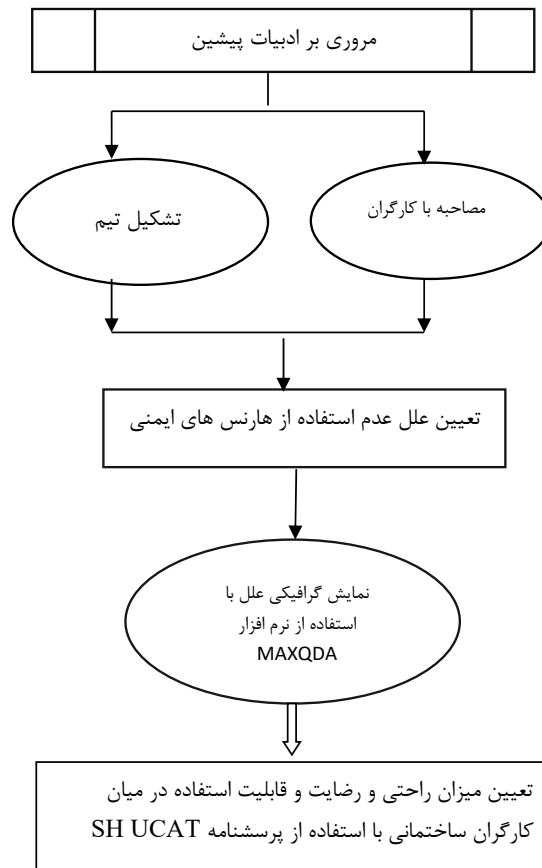 مروری بر ادبیات پیشین
مصاحبه با کارگران
تشکیل تیم
تعیین علل عدم استفاده از هارنس های ایمنی
نمایش گرافیکی علل با
استفاده از نرم افزار
MAXQDA
تعیین میزان راحتی و رضایت و قابلیت استفاده در میان
کارگران ساختمانی با استفاده از پرسشنامه SH UCAT